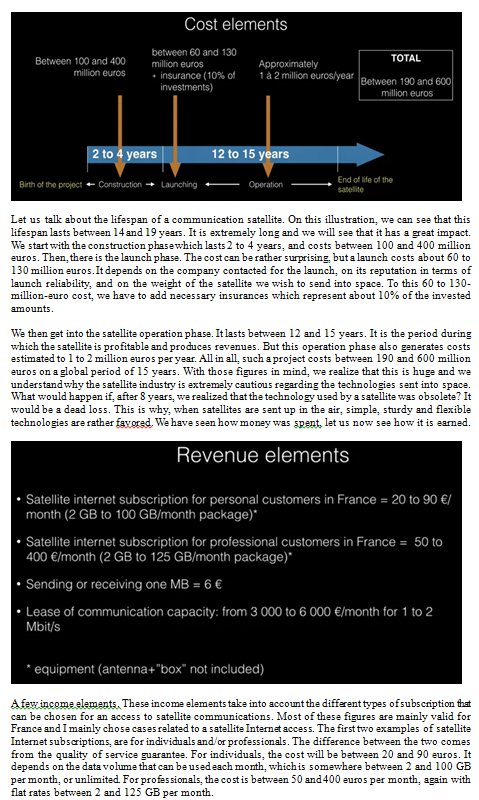 Cost elements
Between 100 and 400
million euros
between 60 and 130
million euros
+ insurance (10% of
investments)
Approximately
1 à 2 million euros/year
TOTAL
Between 190 and 600
million euros
2 to 4 years
12 to 15 years
Birth of the project
Construction
Launching
Operation
End of life of the
satellite
Let us talk about the lifespan of a communication satellite. On this illustration, we can see that this
lifespan lasts between 14 and 19 years. It is extremely long and we will see that it has a great impact.
We start with the construction phase which lasts 2 to 4 years, and costs between 100 and 400 million
euros. Then, there is the launch phase. The cost can be rather surprising, but a launch costs about 60 to
130 million euros. It depends on the company contacted for the launch, on its reputation in terms of
launch reliability, and on the weight of the satellite we wish to send into space. To this 60 to 130-
million-euro cost, we have to add necessary insurances which represent about 10% of the invested
amounts.
We then get into the satellite operation phase. It lasts between 12 and 15 years. It is the period during
which the satellite is profitable and produces revenues. But this operation phase also generates costs
estimated to 1 to 2 million euros per year. All in all, such a project costs between 190 and 600 million
euros on a global period of 15 years. With those figures in mind, we realize that this is huge and we
understand why the satellite industry is extremely cautious regarding the technologies sent into space.
What would happen if, after 8 years, we realized that the technology used by a satellite was obsolete? It
would be a dead loss. This is why, when satellites are sent up in the air, simple, sturdy and flexible
technologies are rather favored. We have seen how money was spent, let us now see how it is earned.
Revenue elements
• Satellite internet subscription for personal customers in France = 20 to 90 €/
month (2 GB to 100 GB/month package)*
• Satellite internet subscription for professional customers in France = 50 to
400 €/month (2 GB to 125 GB/month package)*
• Sending or receiving one MB = 6 €
• Lease of communication capacity: from 3 000 to 6 000 €/month for 1 to 2
Mbit/s
* equipment (antenna+"box" not included)
A few income elements. These income elements take into account the different types of subscription that
can be chosen for an access to satellite communications. Most of these figures are mainly valid for
France and I mainly chose cases related to a satellite Internet access. The first two examples of satellite
Internet subscriptions, are for individuals and/or professionals. The difference between the two comes
from the quality of service guarantee. For individuals, the cost will be between 20 and 90 euros. It
depends on the data volume that can be used each month, which is somewhere between 2 and 100 GB
per month, or unlimited. For professionals, the cost is between 50 and 400 euros per month, again with
flat rates between 2 and 125 GB per month.